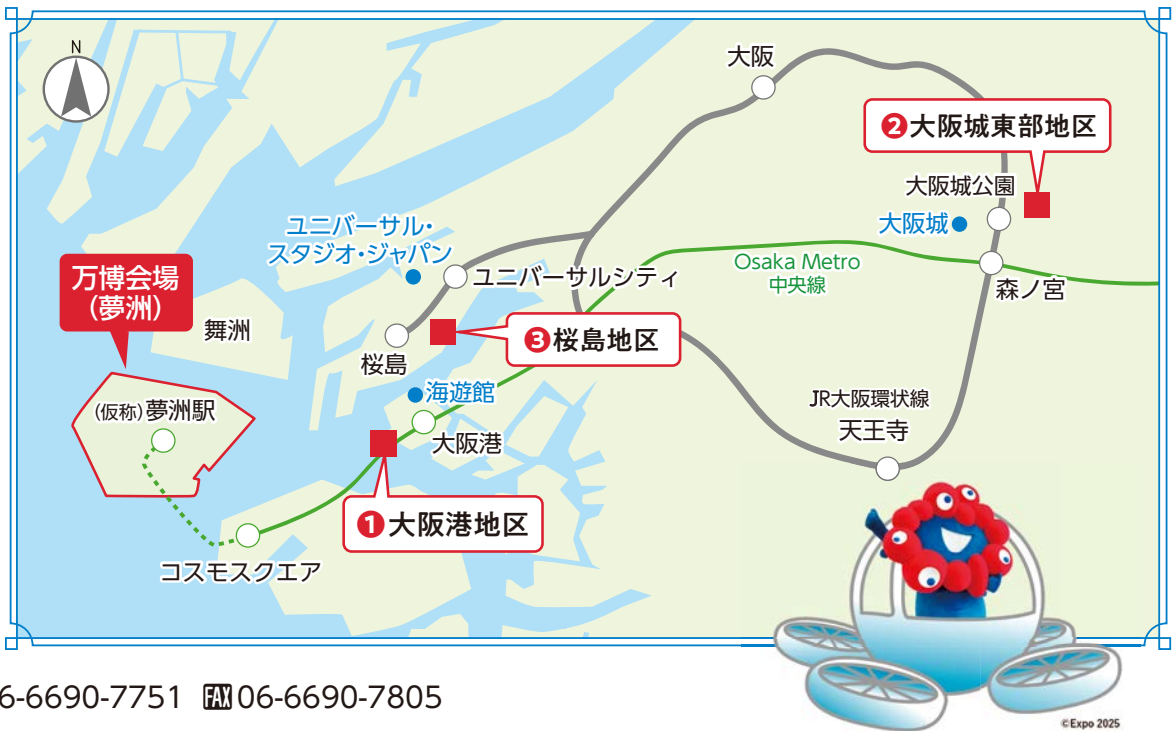 N
大阪
❷大阪城東部地区
大阪城公園
大阪城
ユニバーサル・
スタジオ・ジャパン
Osaka Metro
中央線
万博会場
(夢洲)
ユニバーサルシティ
森ノ宮
舞洲
❸桜島地区
桜島
海遊館
JR大阪環状線
(仮称)夢洲駅
天王寺
大阪港
❶大阪港地区
コスモスクエア
6-6690-7751 FAX 06-6690-7805
©Expo 2025